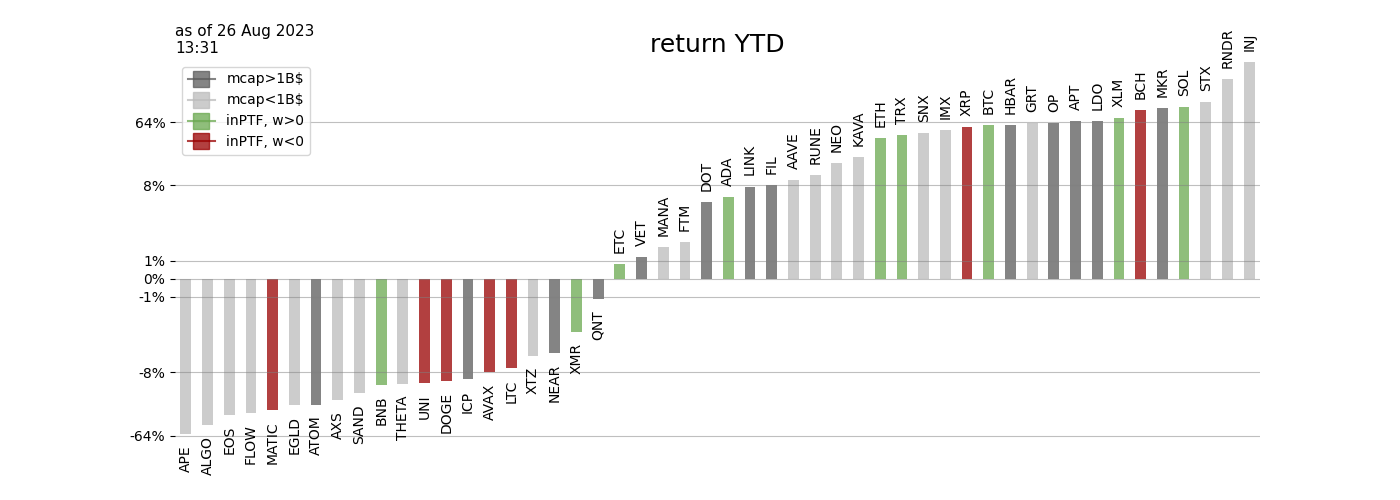 as of 26 Aug 2023
13:31
return YTD
mcap>1B$
mcap<1B$
inPTF, w>0
inPTF, w<0
64%
8%
1%
0%
-1%
-8%
-64%
APE
ALGO
EOS
FLOW
MATIC
EGLD
ATOM
AXS
SAND
BNB
THETA
UNI
DOGE
ICP
AVAX
LTC
XTZ
NEAR
XMR
QNT
ETC
VET
MANA
FTM
DOT
ADA
LINK
FIL
AAVE
RUNE
NEO
KAVA
ETH
TRX
SNX
IMX
XRP
BTC
HBAR
GRT
OP
APT
LDO
XLM
BCH
MKR
SOL
STX
RNDR
INJ